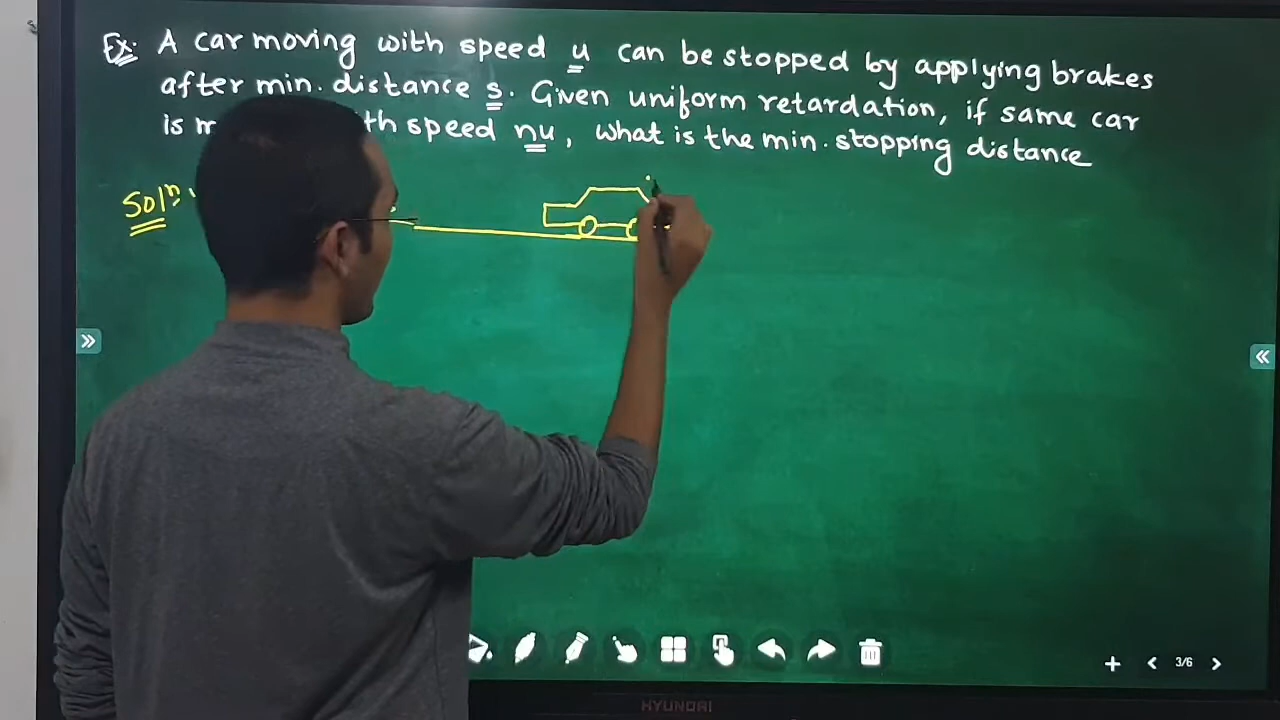 Ex: A car moving with speed u can be stopped by applying brakes
after min. distance s. Given uniform retardation, if same car
is th speed nu, what is the min. stopping distance
Solⁿ:
3/6
HYUNDAI